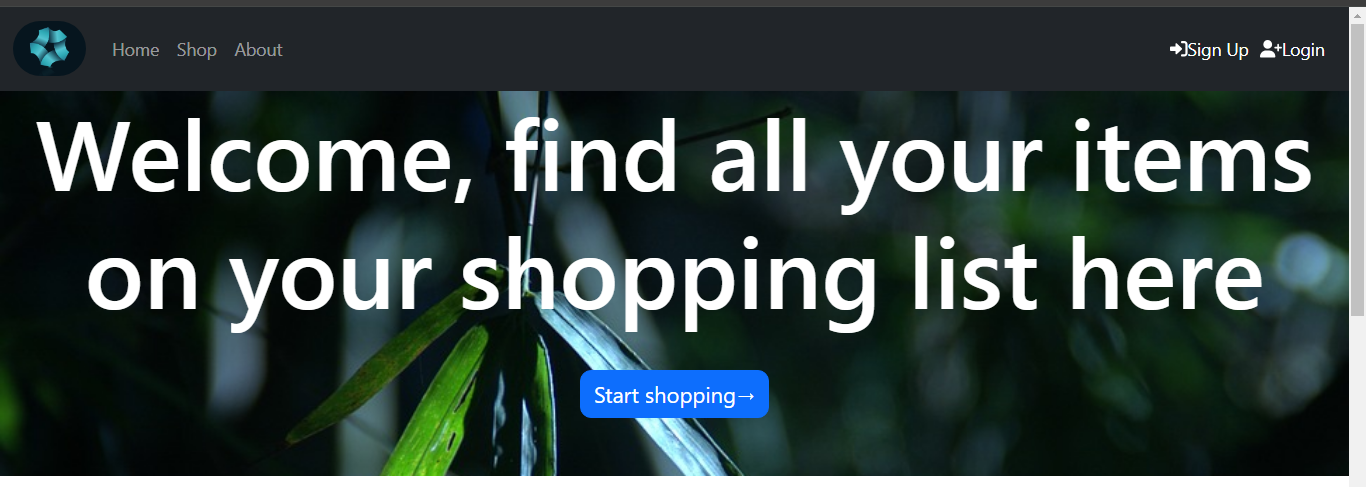 Home Shop About Sign Up Login
Welcome, find all your items
on your shopping list here
Start shopping→